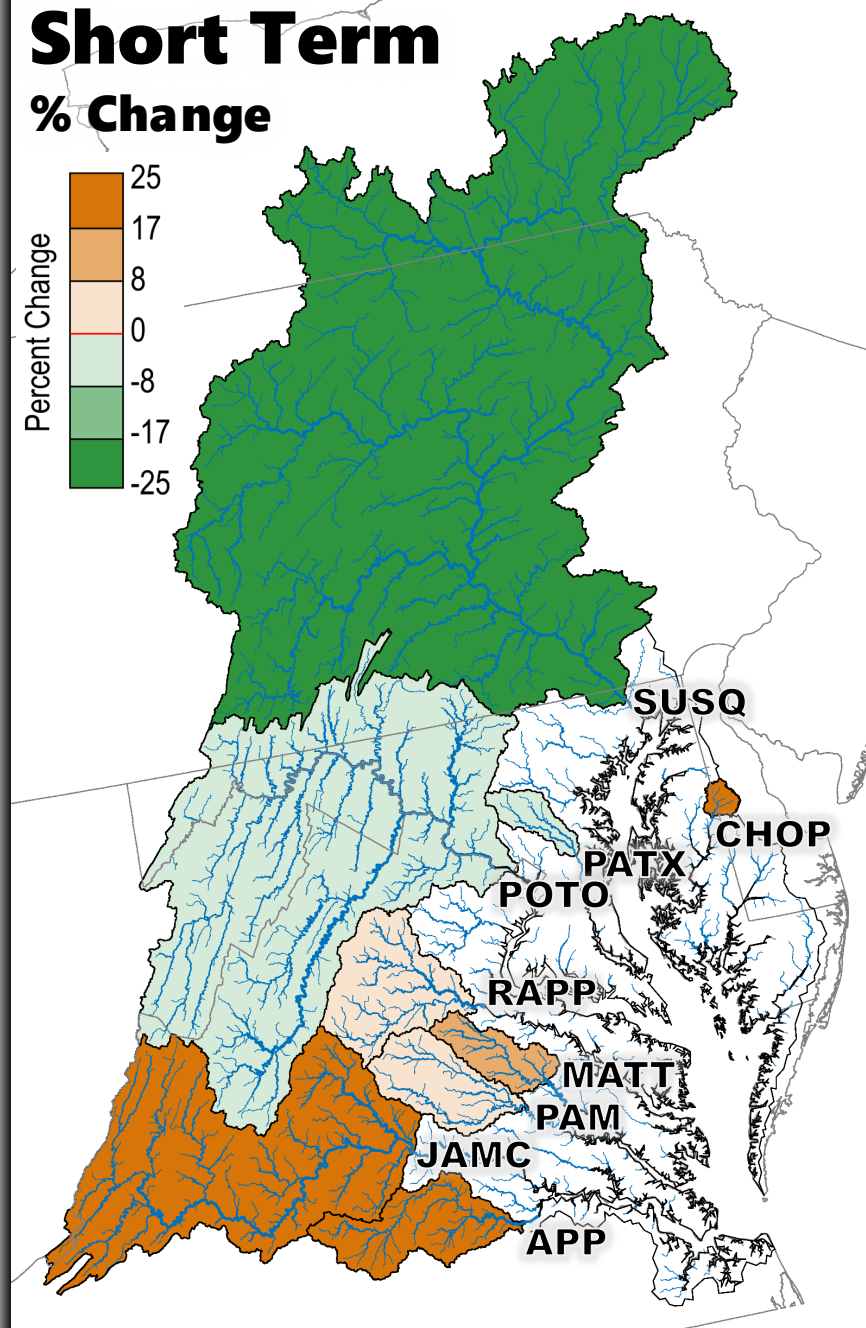 Short Term
% Change
Percent Change
25
17
8
0
-8
-17
-25
SUSQ
CHOP
PATX
POTO
RAPP
MATT
PAM
JAMC
APP